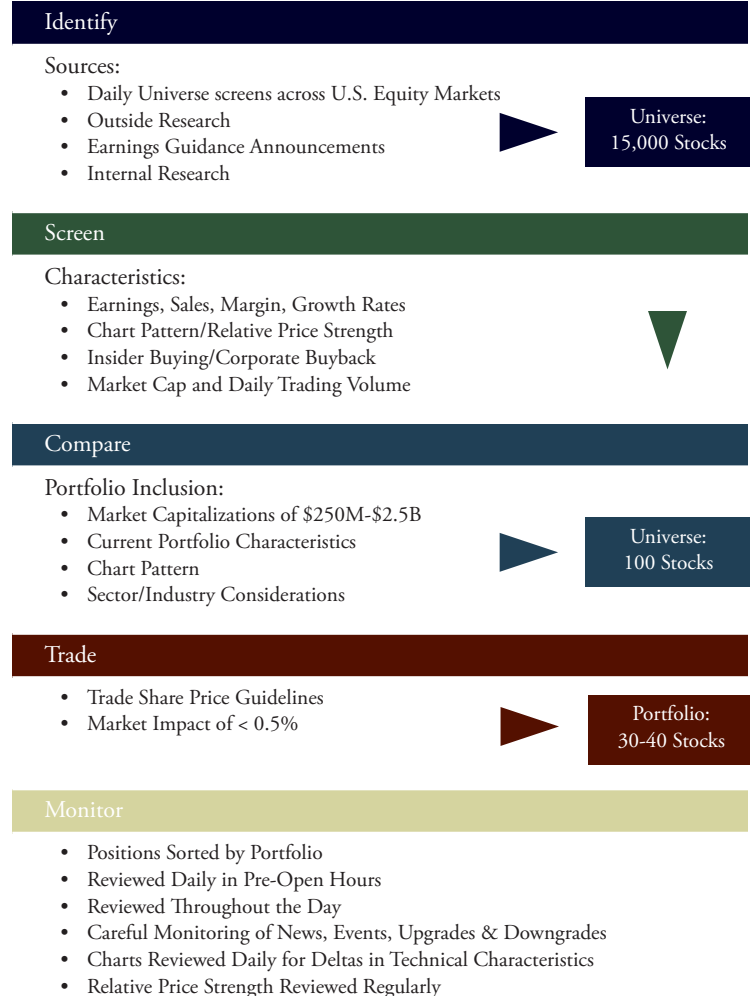 Identify
Sources:
• Daily Universe screens across U.S. Equity Markets
• Outside Research
• Earnings Guidance Announcements
• Internal Research
Universe:
15,000 Stocks
Screen
Characteristics:
• Earnings, Sales, Margin, Growth Rates
• Chart Pattern/Relative Price Strength
• Insider Buying/Corporate Buyback
• Market Cap and Daily Trading Volume
Compare
Portfolio Inclusion:
• Market Capitalizations of $250M-$2.5B
• Current Portfolio Characteristics
• Chart Pattern
• Sector/Industry Considerations
Universe:
100 Stocks
Trade
• Trade Share Price Guidelines
• Market Impact of < 0.5%
Portfolio:
30-40 Stocks
Monitor
• Positions Sorted by Portfolio
• Reviewed Daily in Pre-Open Hours
• Reviewed Throughout the Day
• Careful Monitoring of News, Events, Upgrades & Downgrades
• Charts Reviewed Daily for Deltas in Technical Characteristics
• Relative Price Strength Reviewed Regularly